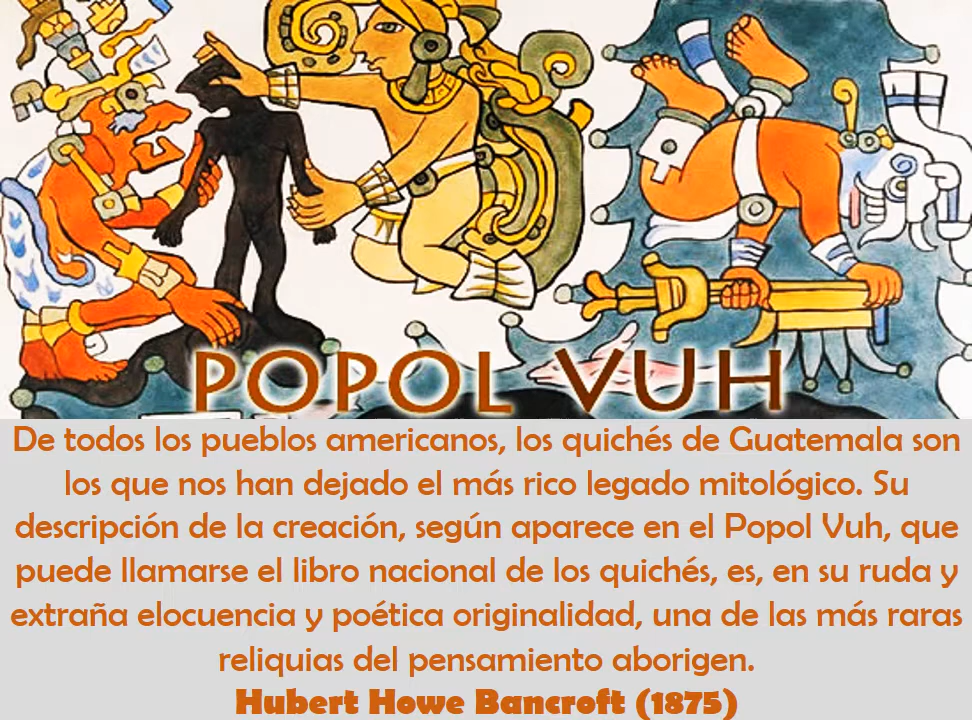 POPOL VUH
De todos los pueblos americanos, los quichés de Guatemala son
los que nos han dejado el más rico legado mitológico. Su
descripción de la creación, según aparece en el Popol Vuh, que
puede llamarse el libro nacional de los quichés, es, en su ruda y
extraña elocuencia y poética originalidad, una de las más raras
reliquias del pensamiento aborigen.
Hubert Howe Bancroft (1875)